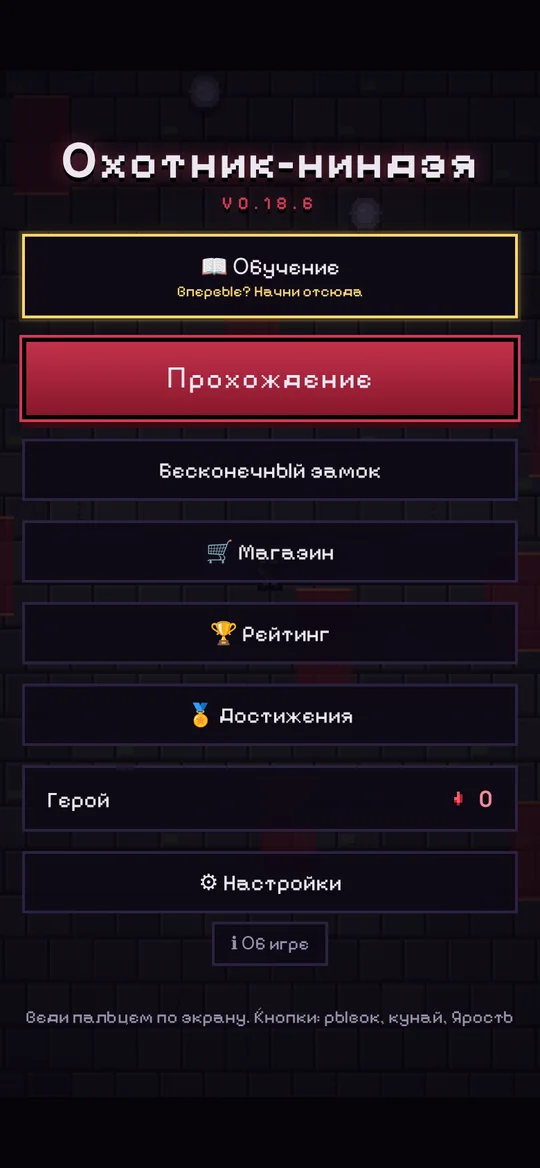 Охотник-ниндзя
V0.18.6
📖 Обучение
Впервые? Начни отсюда
Прохождение
Бесконечный замок
🛒 Магазин
🏆 Рейтинг
🏅 Достижения
Герой 0
⚙ Настройки
ℹ Об игре
Веди пальцем по экрану. Кнопки: рывок, кунай, Ярость